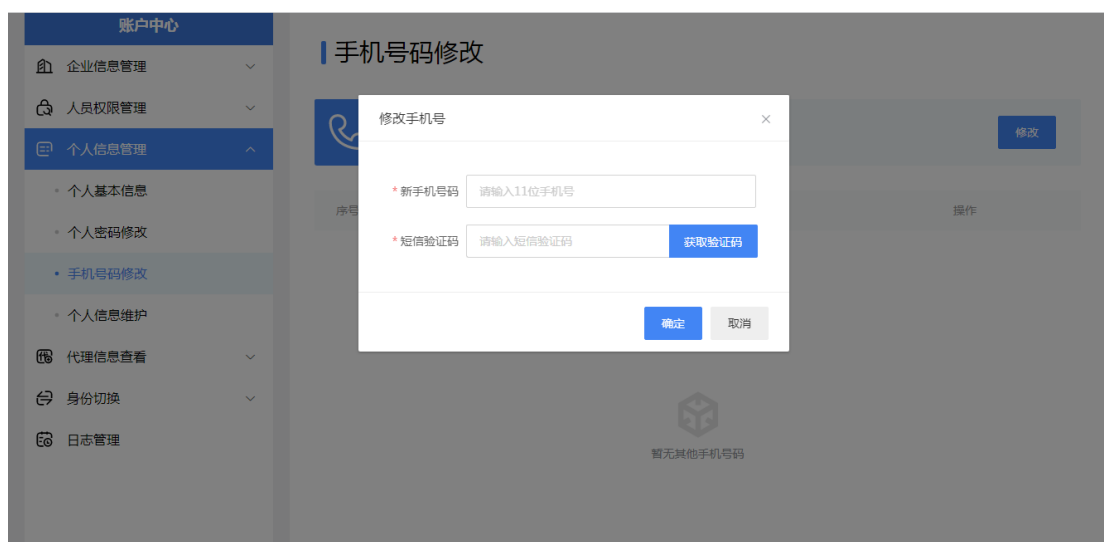 账户中心
企业信息管理
人员权限管理
个人信息管理
个人基本信息
个人密码修改
手机号码修改
个人信息维护
代理信息查看
身份切换
日志管理
手机号码修改
修改
序号
操作
修改手机号
*新手机号码 请输入11位手机号
*短信验证码 请输入短信验证码 获取验证码
确定 取消
暂无其他手机号码